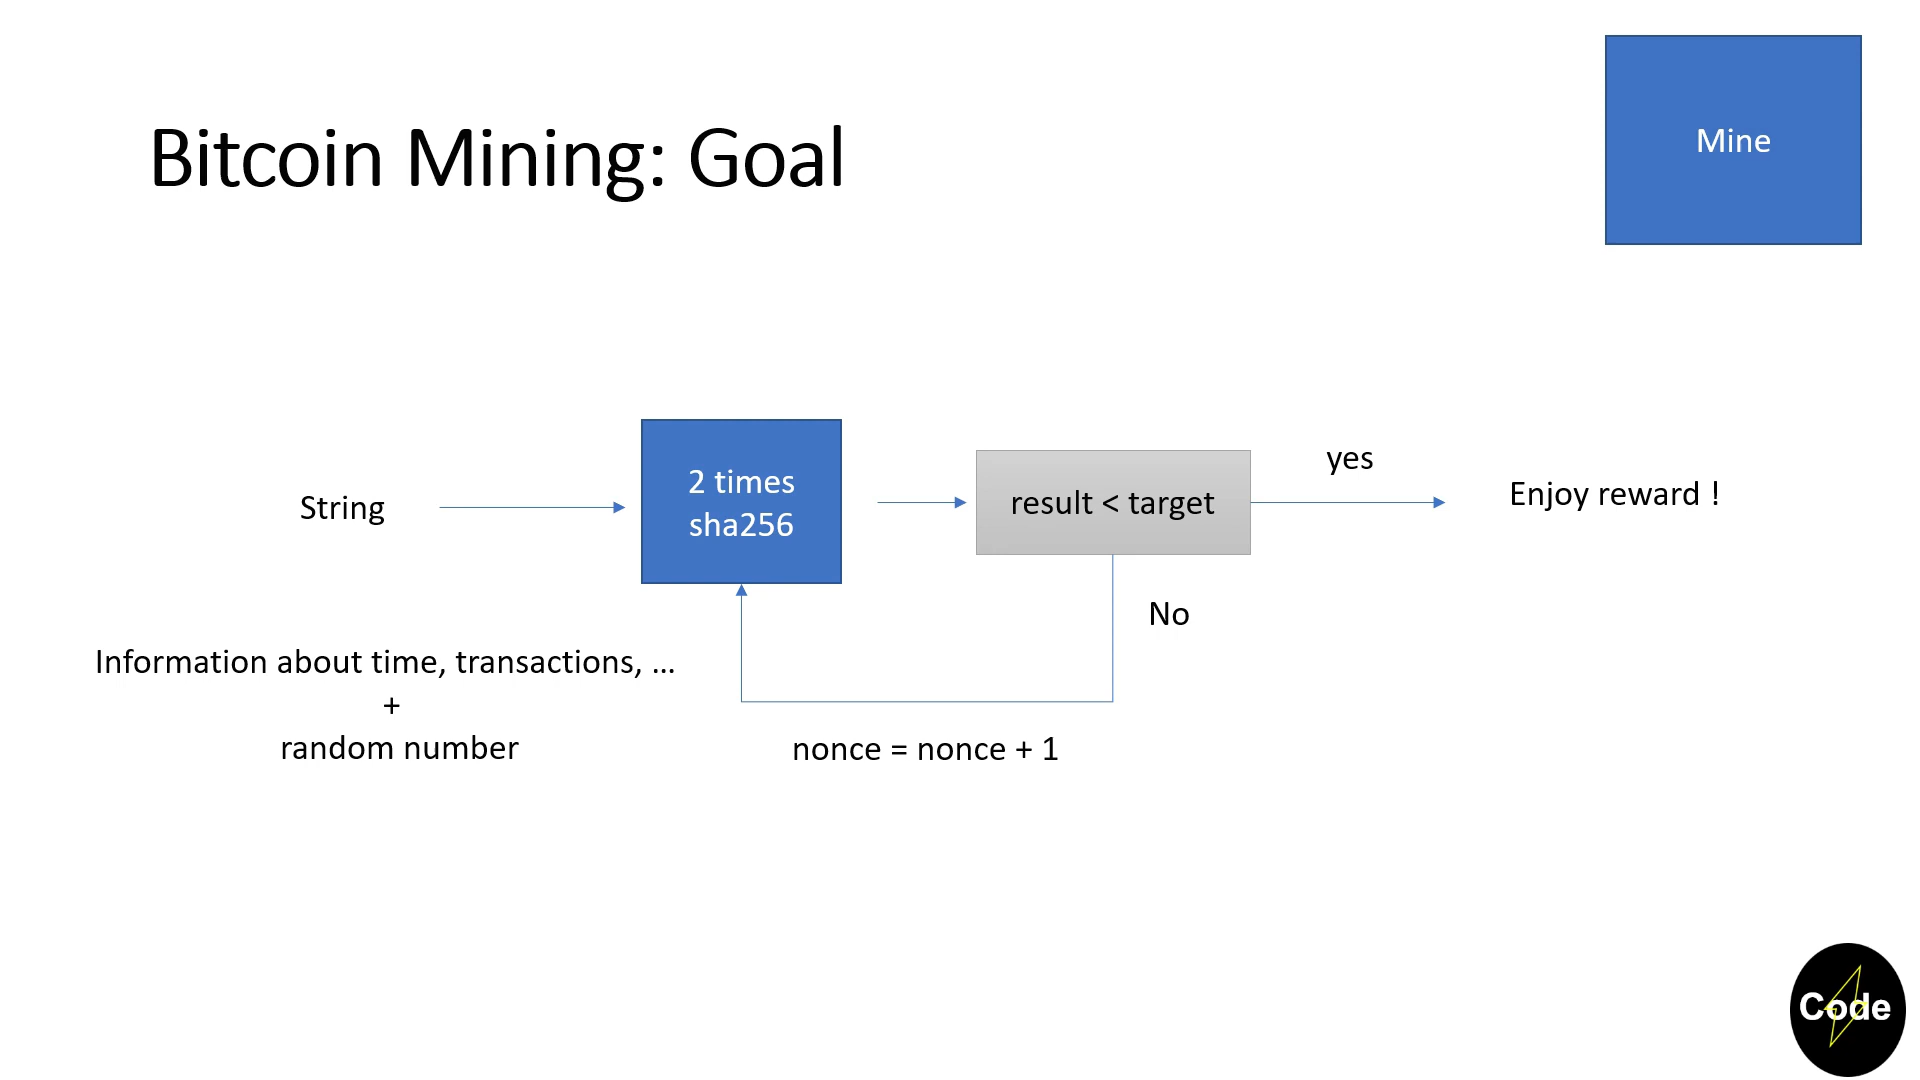 Mine
Bitcoin Mining: Goal
yes
2 times
sha256
result < target
Enjoy reward !
String
No
Information about time, transactions, ...
+
random number
nonce = nonce + 1
Code